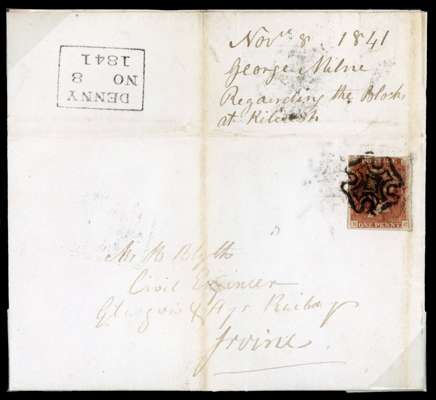 Novr 8, 1841
George Milne
Regarding the Blocks
at
DENNY
NO 8
1841
ONE PENNY
Mr R Blyth
Civil Engineer
Glasgow & Ayr Railway
Irvine